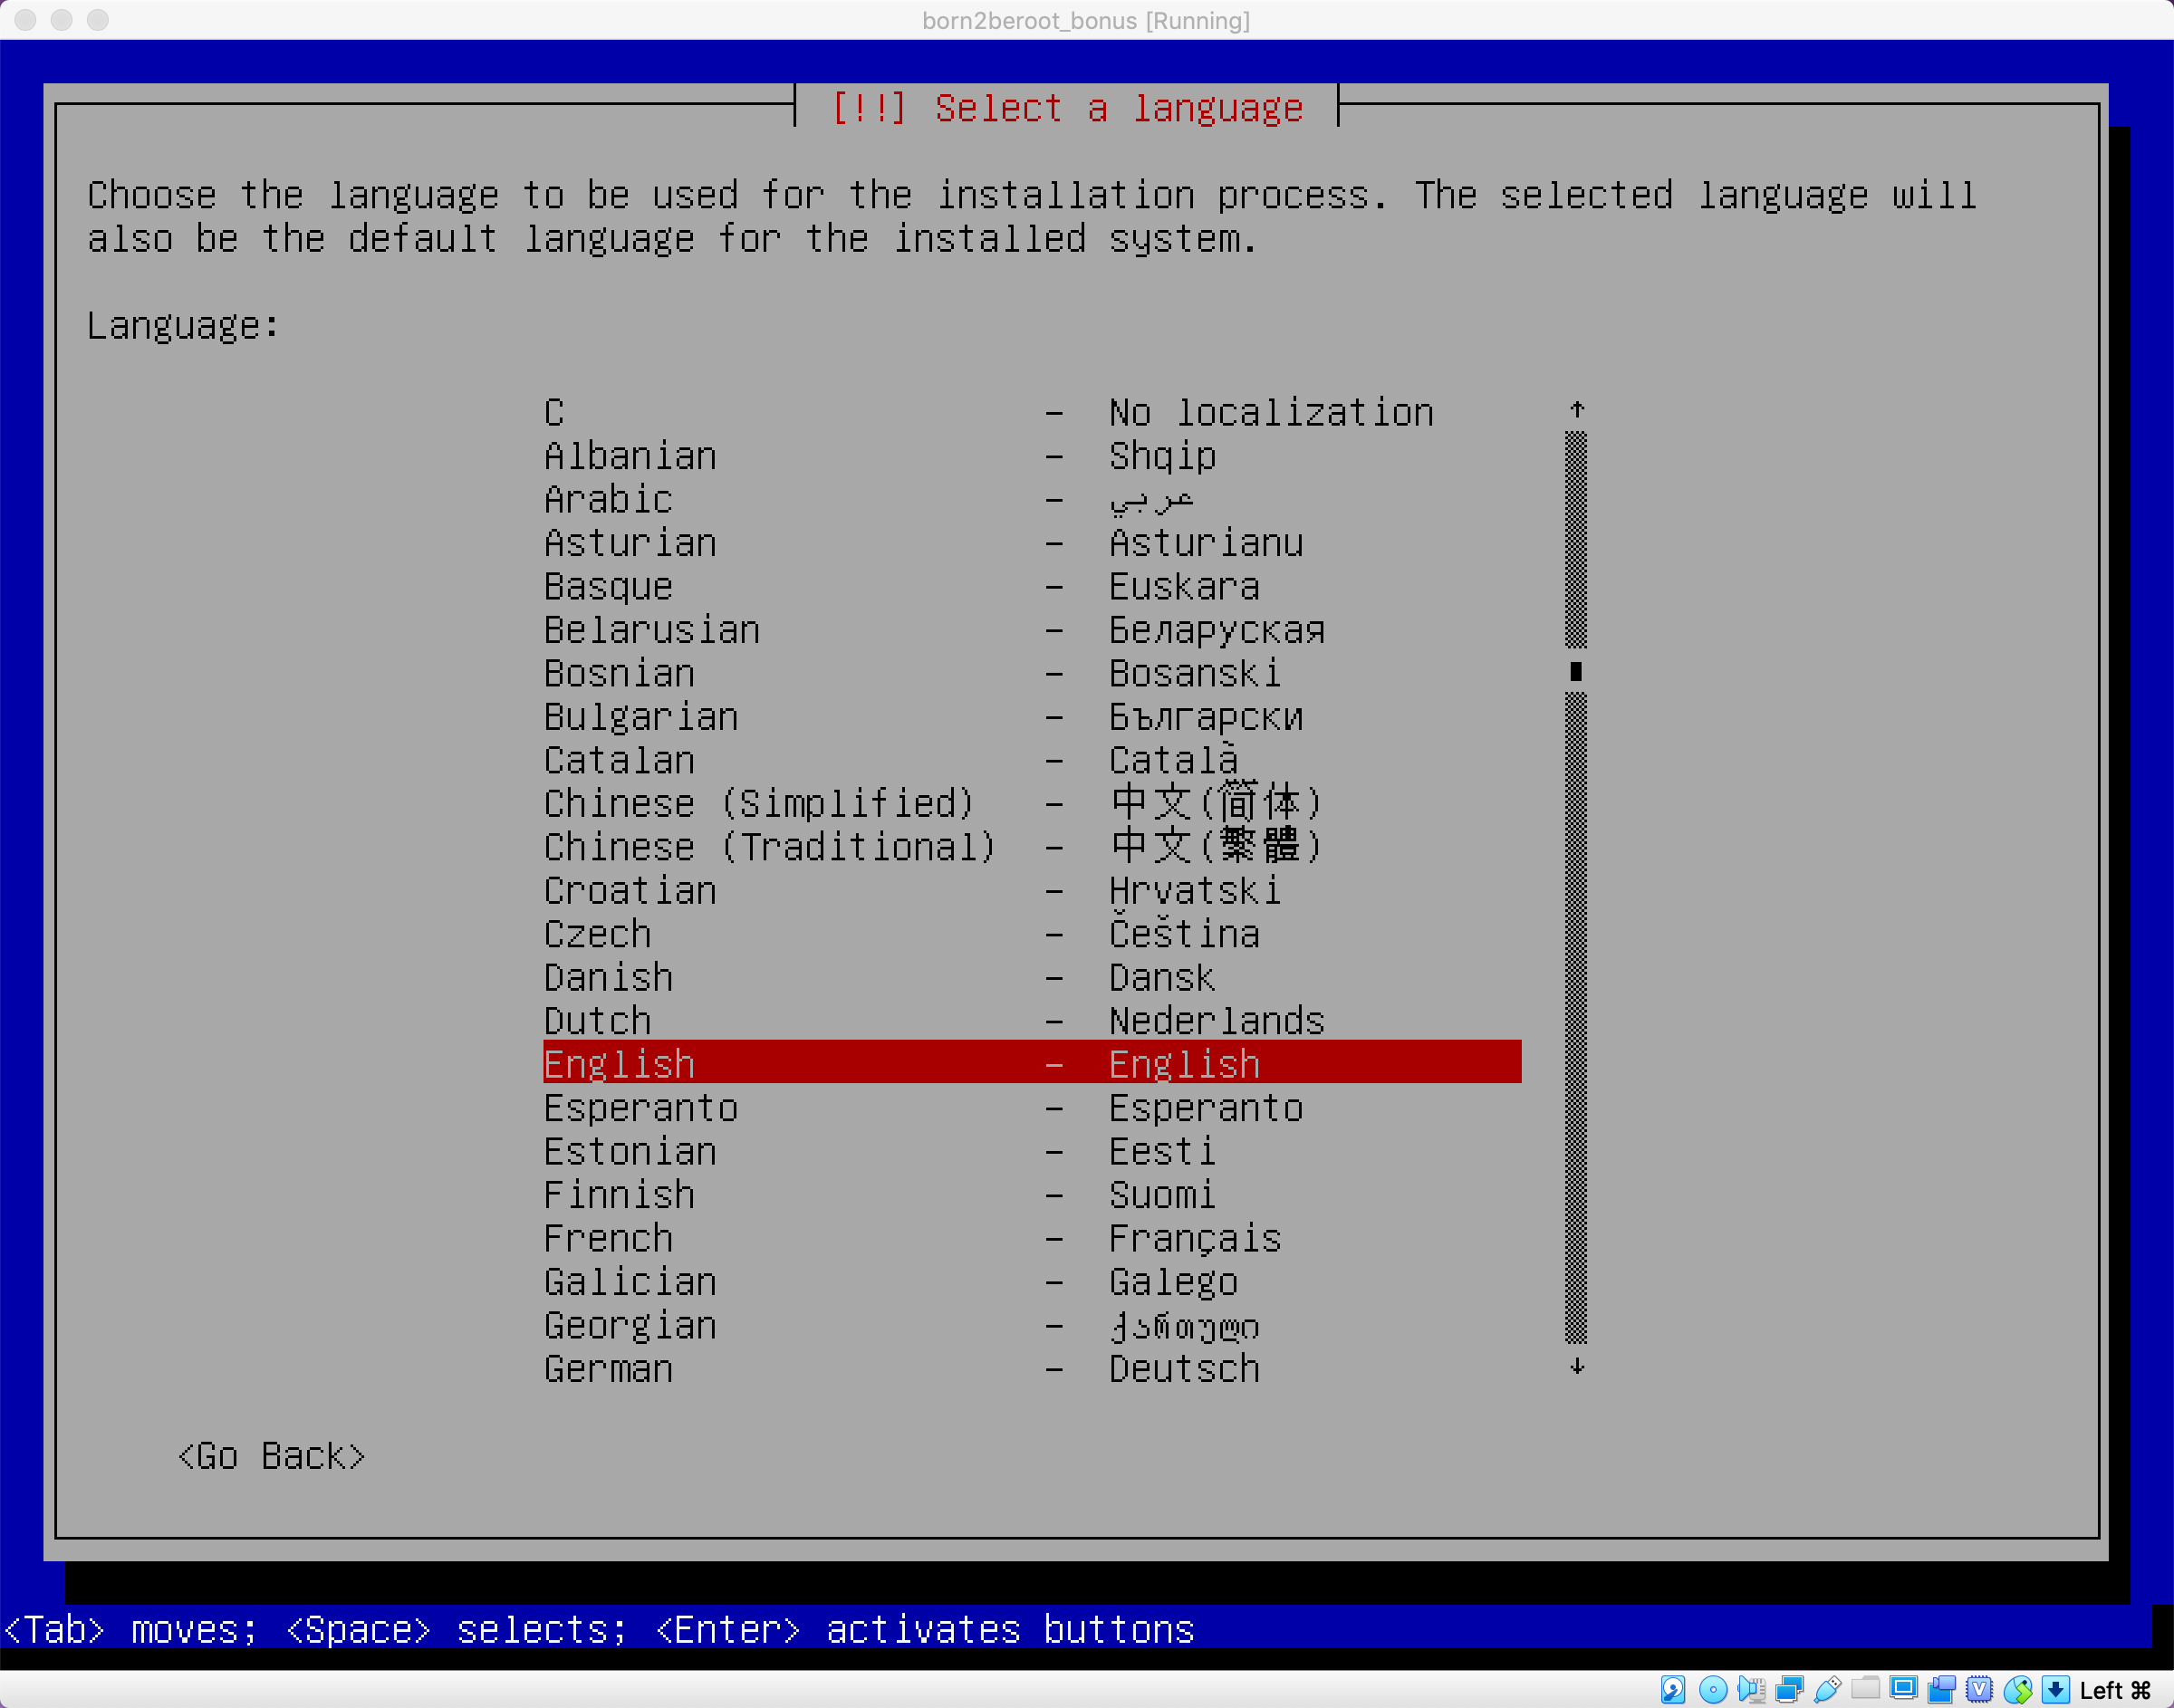 born2beroot_bonus [Running]
[!!] Select a language
Choose the language to be used for the installation process. The selected language will
also be the default language for the installed system.
Language:
C - No localization
Albanian - Shqip
Arabic - عربي
Asturian - Asturianu
Basque - Euskara
Belarusian - Беларуская
Bosnian - Bosanski
Bulgarian - Български
Catalan - Català
Chinese (Simplified) - 中文(简体)
Chinese (Traditional) - 中文(繁體)
Croatian - Hrvatski
Czech - Čeština
Danish - Dansk
Dutch - Nederlands
English - English
Esperanto - Esperanto
Estonian - Eesti
Finnish - Suomi
French - Français
Galician - Galego
Georgian - ქართული
German - Deutsch
<Go Back>
<Tab> moves; <Space> selects; <Enter> activates buttons
Left ⌘